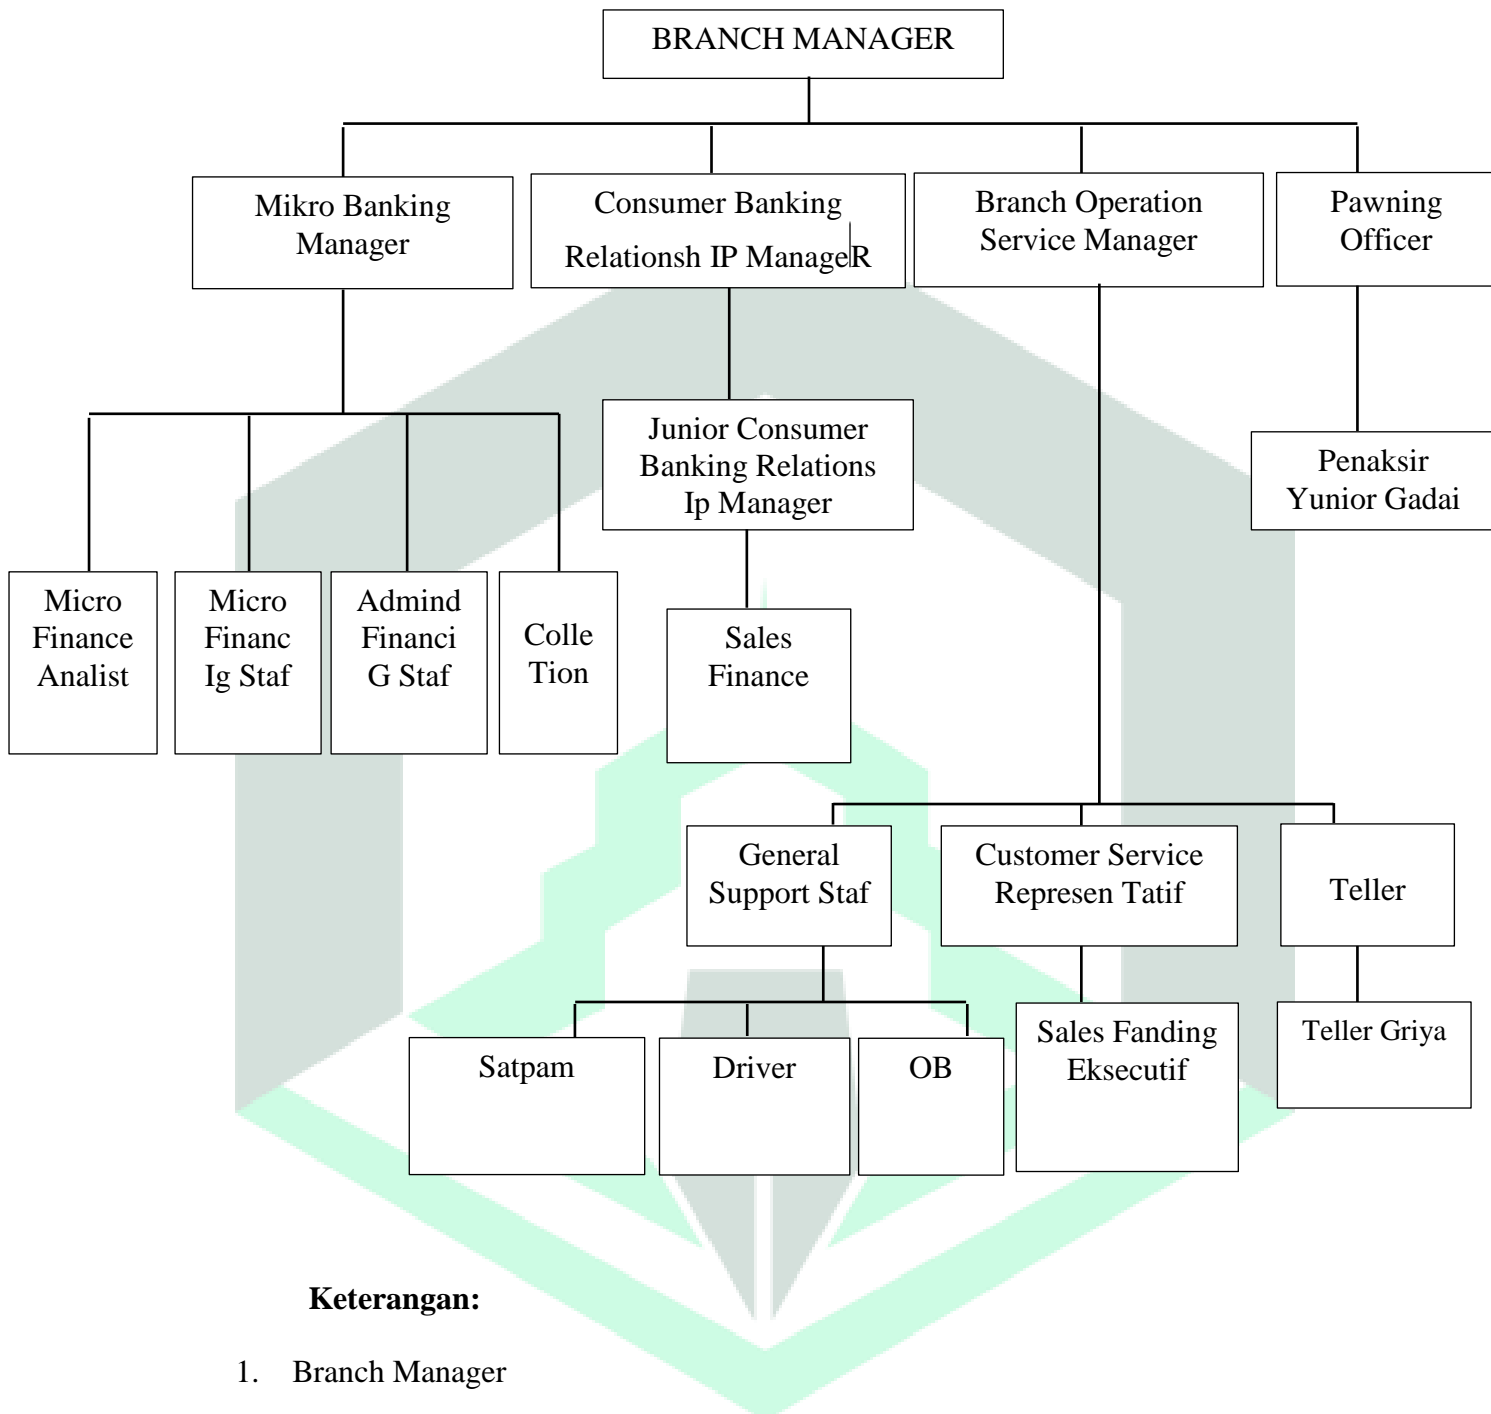 BRANCH MANAGER
Mikro Banking
Manager
Consumer Banking
Relationsh IP ManageR
Branch Operation
Service Manager
Pawning
Officer
Junior Consumer
Banking Relations
Ip Manager
Penaksir
Yunior Gadai
Micro
Finance
Analist
Micro
Financ
Ig Staf
Admind
Financi
G Staf
Colle
Tion
Sales
Finance
General
Support Staf
Customer Service
Represen Tatif
Teller
Satpam
Driver
OB
Sales Fanding
Eksecutif
Teller Griya
Keterangan:
1. Branch Manager